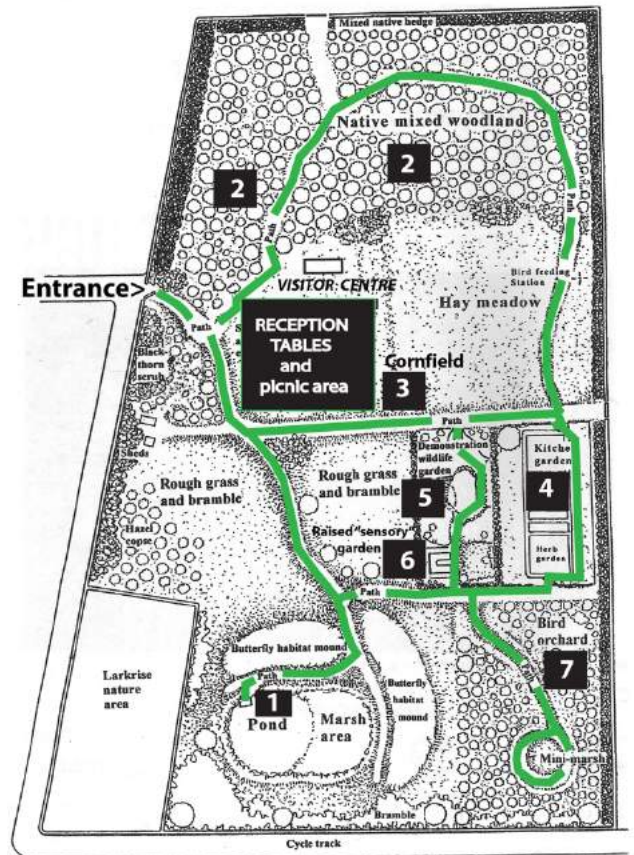 Mixed native hedge
Native mixed woodland
2
2
Path
Path
Entrance>
VISITOR CENTRE
Bird feeding
Station
Hay meadow
Path
RECEPTION
TABLES
and
picnic area
Black-
thorn
scrub
Cornfield
3
Path
Sheds
Demonstration
wildlife
garden
Kitchen
garden
4
Rough grass
and bramble
Rough grass
and bramble
5
Hazel
copse
Raised "sensory"
garden
6
Herb
garden
Path
Bird
orchard
7
Butterfly habitat mound
Butterfly
habitat
mound
Larkrise
nature
area
Path
1
Pond
Marsh
area
Mini-marsh
Bramble
Cycle track